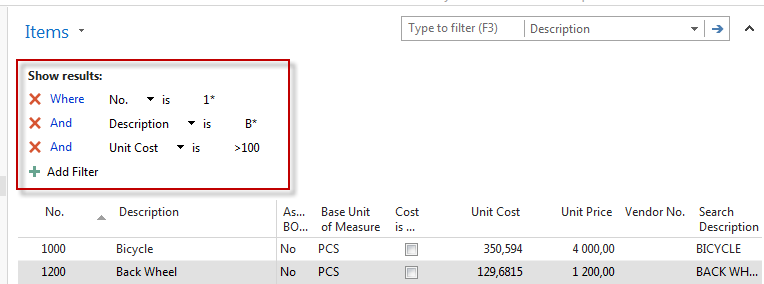 Items
Type to filter (F3) Description
Show results:
Where No. is 1*
And Description is B*
And Unit Cost is >100
Add Filter
No. Description As... BO... Base Unit of Measure Cost is ... Unit Cost Unit Price Vendor No. Search Description
1000 Bicycle No PCS 350,594 4 000,00 BICYCLE
1200 Back Wheel No PCS 129,6815 1 200,00 BACK WH...